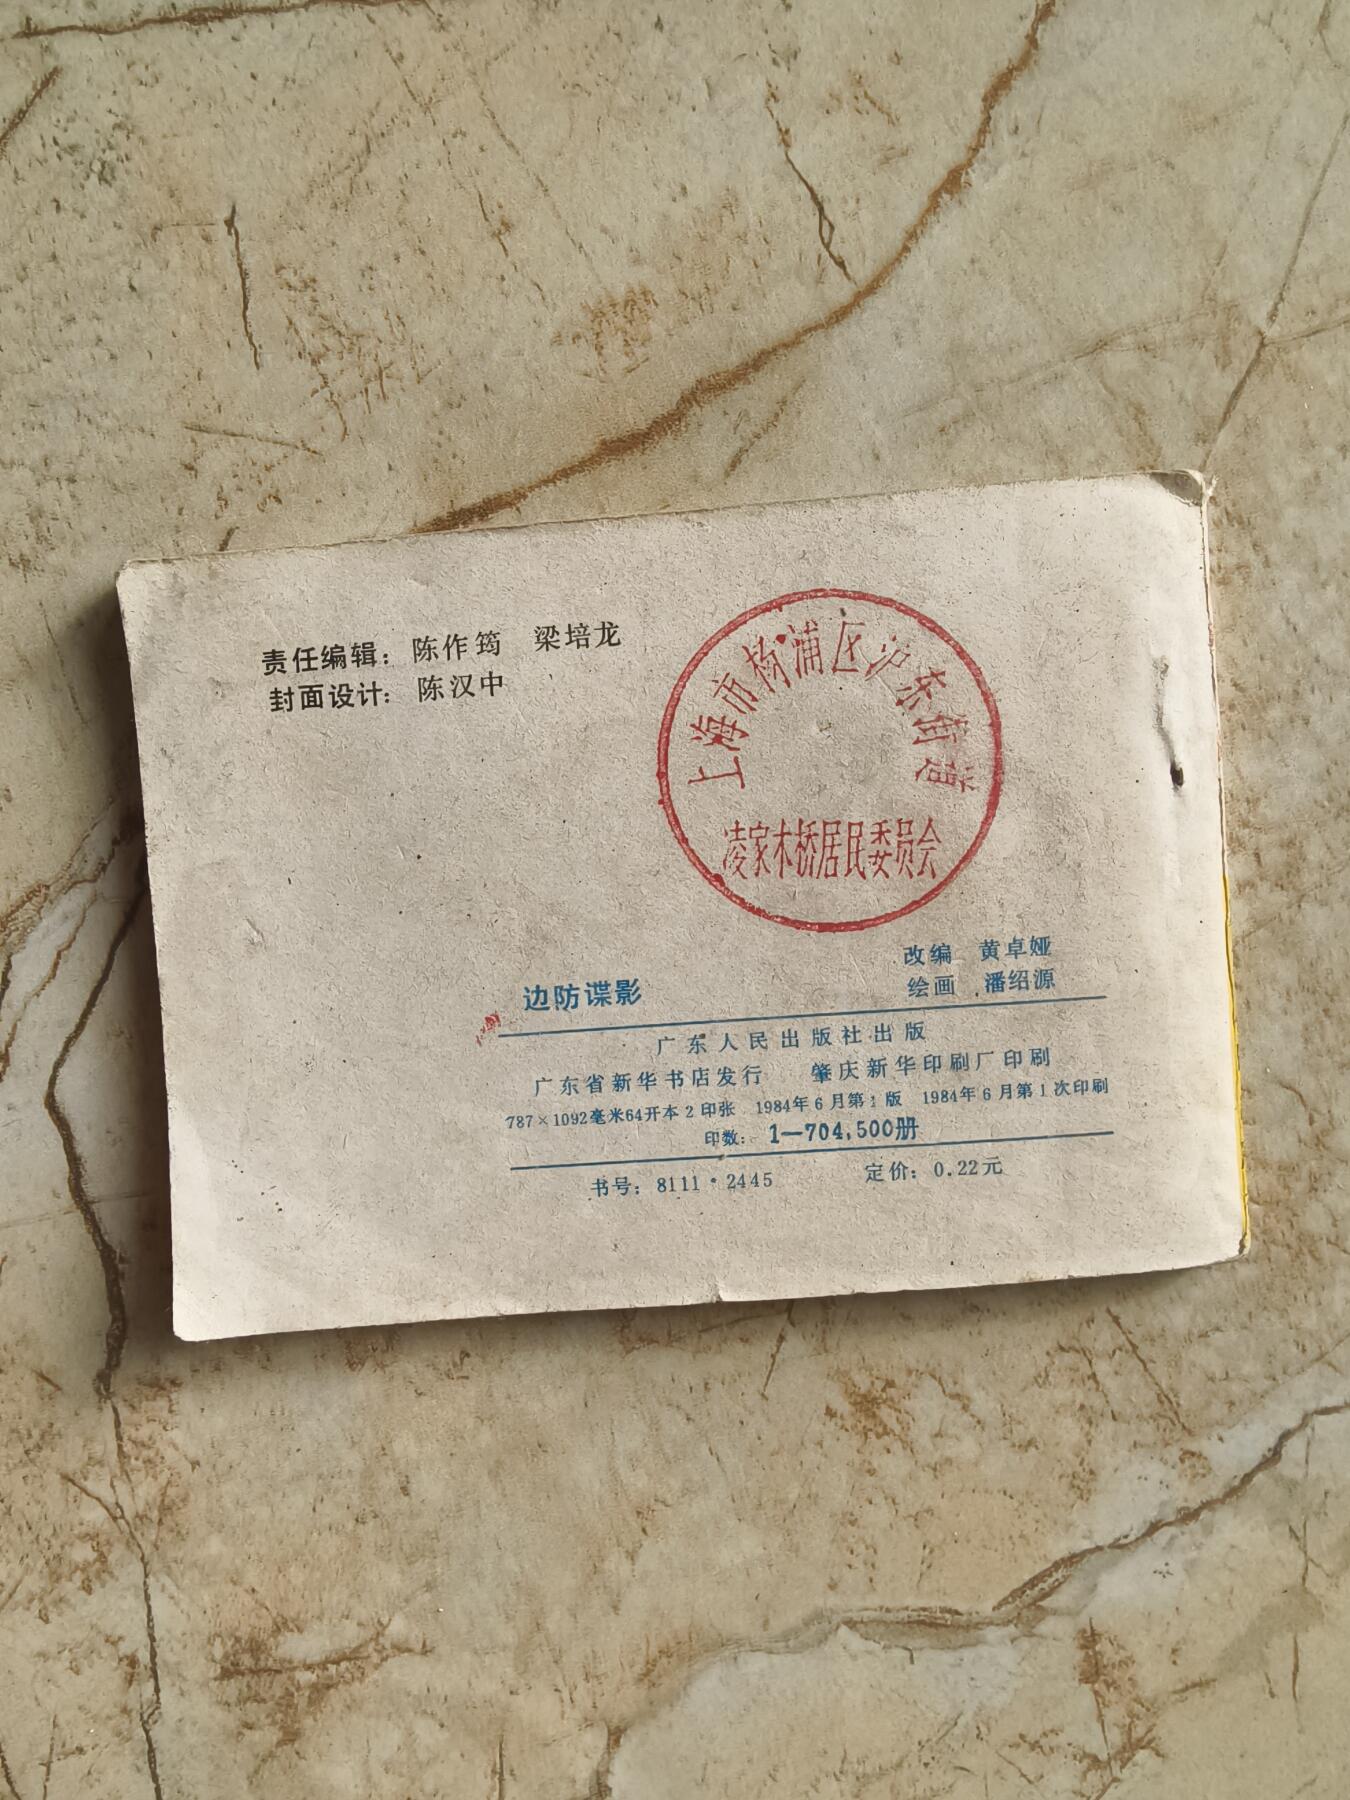 责任编辑：陈作筠 梁培龙
封面设计：陈汉中
上海市杨浦区沪东街道
凌家木桥居民委员会
改编 黄卓娅
边防谍影 绘画 潘绍源
广东人民出版社出版
广东省新华书店发行 肇庆新华印刷厂印刷
787×1092毫米64开本2印张 1984年6月第1版 1984年6月第1次印刷
印数：1—704,500册
书号：8111·2445 定价：0.22元